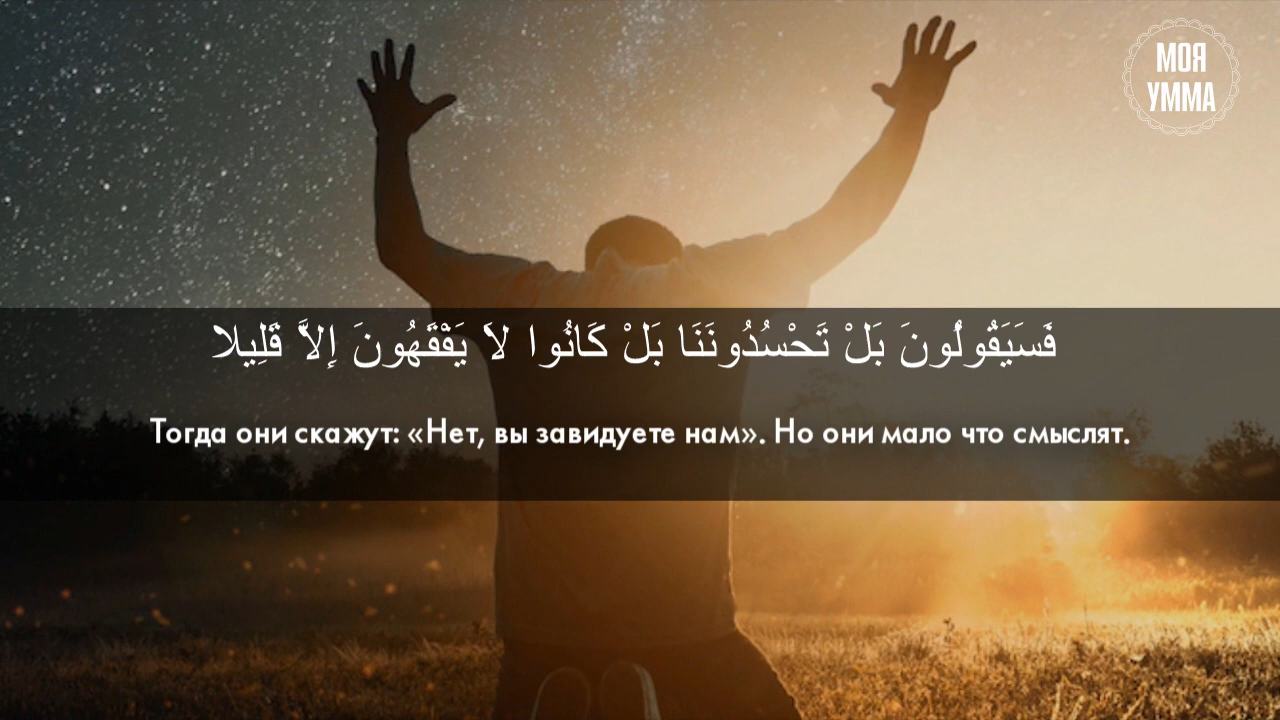 МОЯ
УММА
فَسَيَقُولُونَ بَلْ تَحْسُدُونَنَا بَلْ كَانُوا لاَ يَفْقَهُونَ إِلاَّ قَلِيلا
Тогда они скажут: «Нет, вы завидуете нам». Но они мало что смыслят.